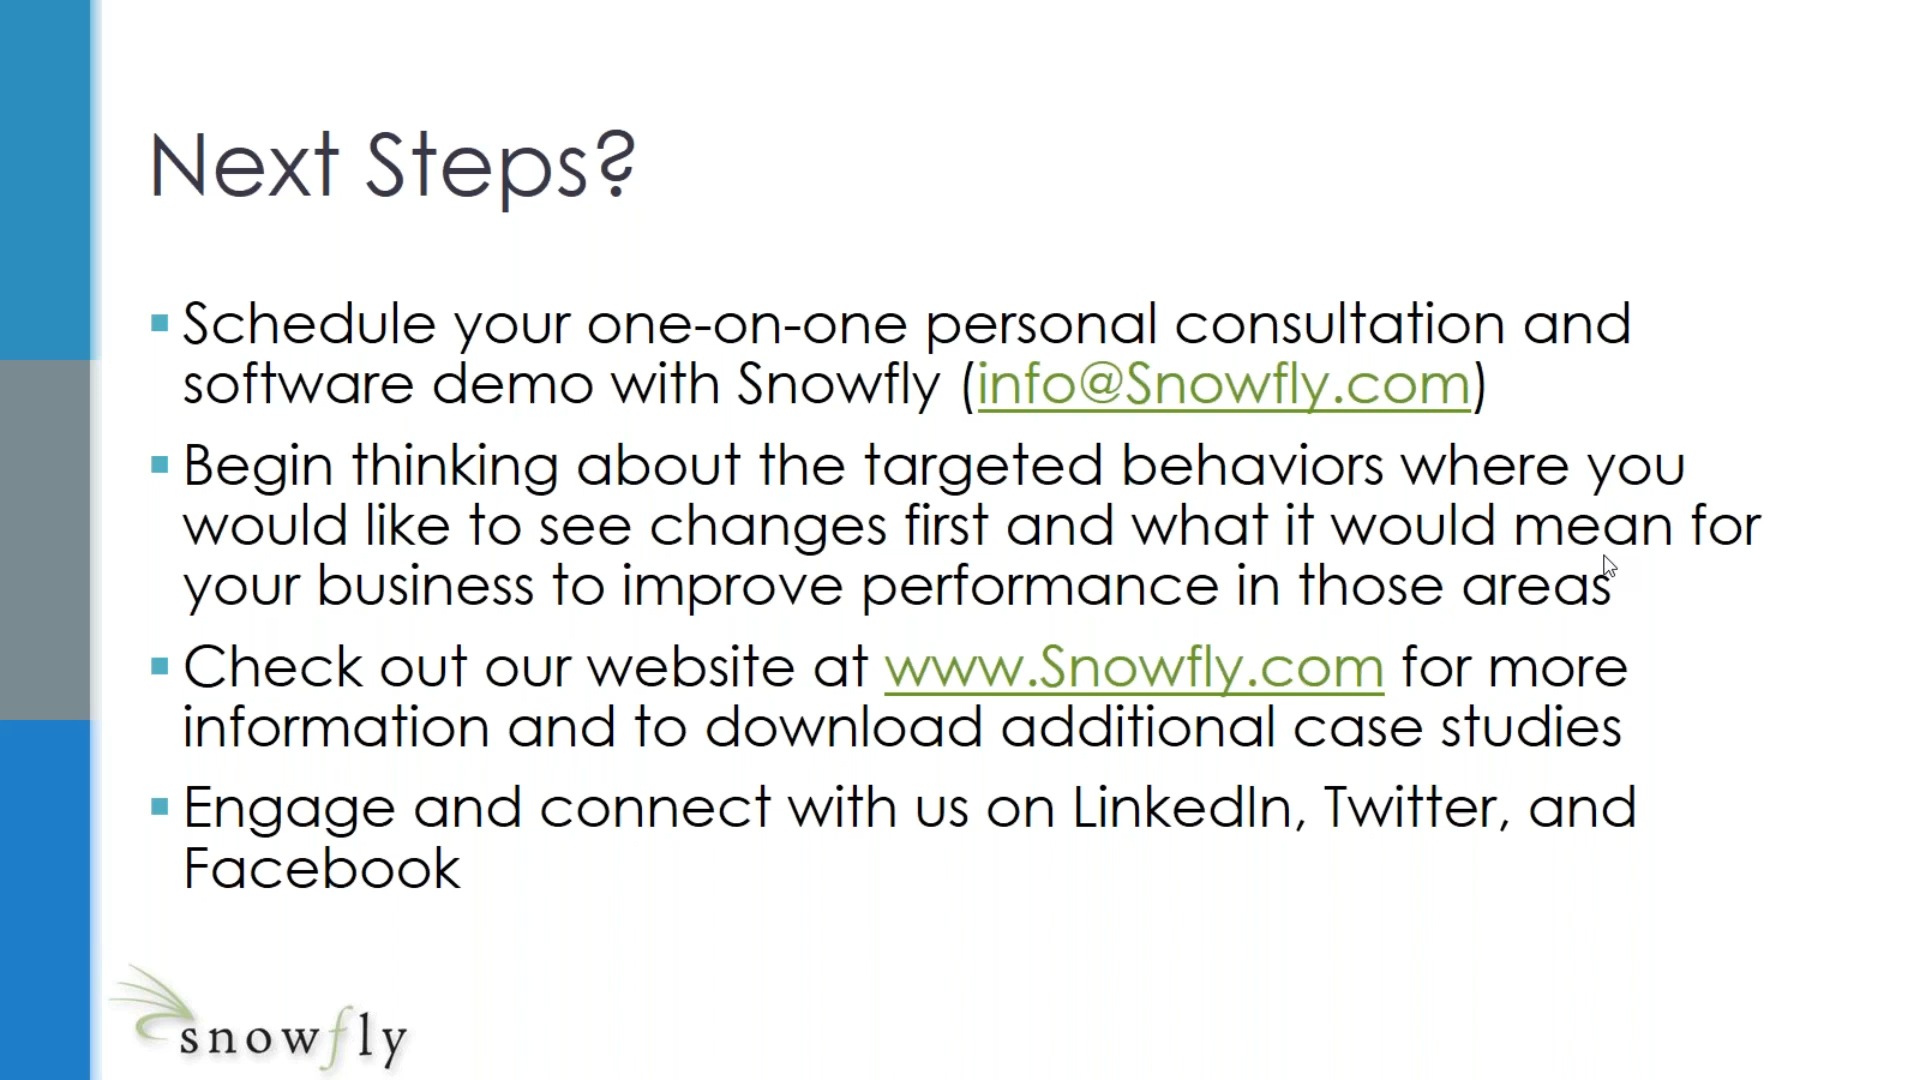 Next Steps?
Schedule your one-on-one personal consultation and
software demo with Snowfly (info@Snowfly.com)
Begin thinking about the targeted behaviors where you
would like to see changes first and what it would mean for
your business to improve performance in those areas
Check out our website at www.Snowfly.com for more
information and to download additional case studies
Engage and connect with us on LinkedIn, Twitter, and
Facebook
snowfly